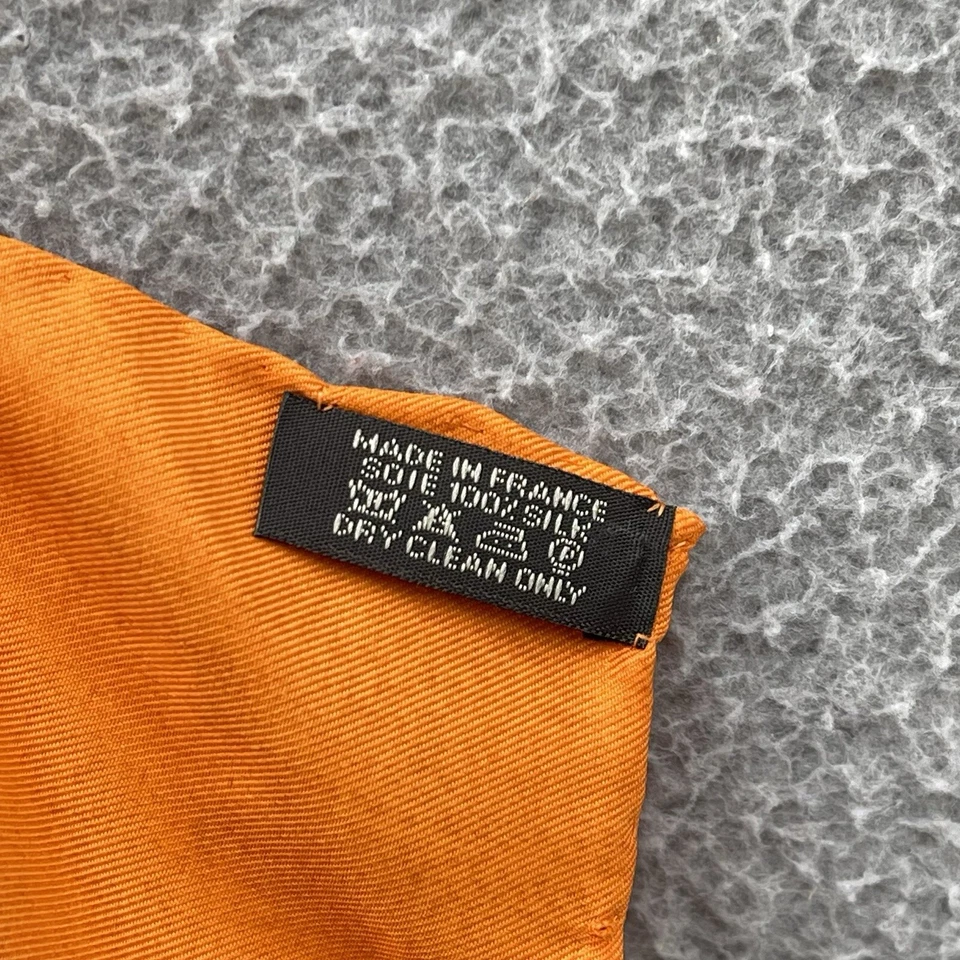 MADE IN FRANCE
SOIE 100% SILK
P
DRY CLEAN ONLY